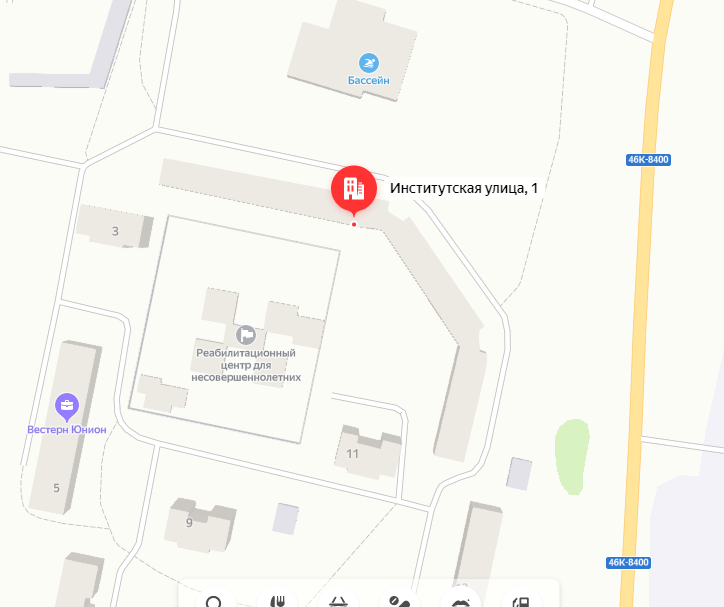 Бассейн
46К-8400
Институтская улица, 1
3
Реабилитационный
центр для
несовершеннолетних
Вестерн Юнион
11
5
9
46К-8400